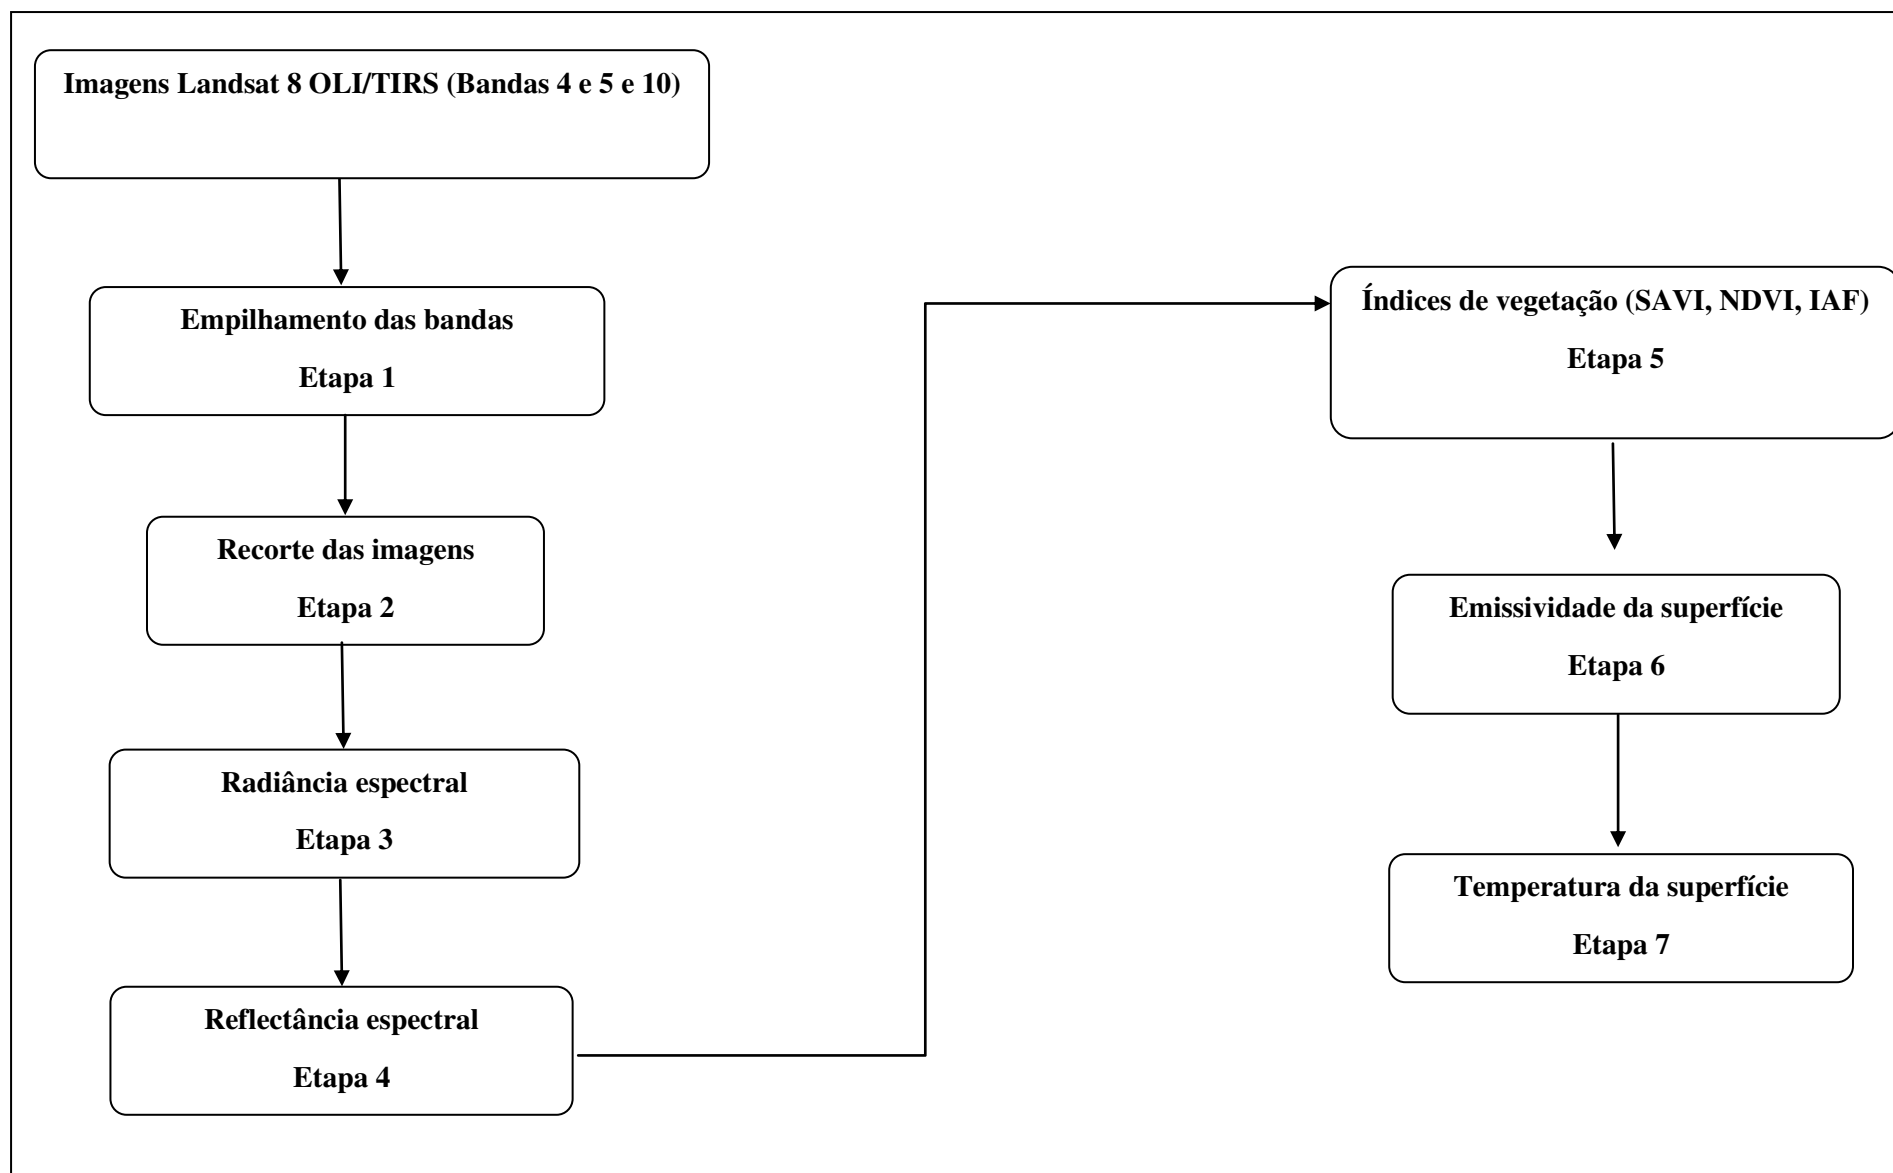 Imagens Landsat 8 OLI/TIRS (Bandas 4 e 5 e 10)
Empilhamento das bandas
Etapa 1
Recorte das imagens
Etapa 2
Radiância espectral
Etapa 3
Reflectância espectral
Etapa 4
Índices de vegetação (SAVI, NDVI, IAF)
Etapa 5
Emissividade da superfície
Etapa 6
Temperatura da superfície
Etapa 7